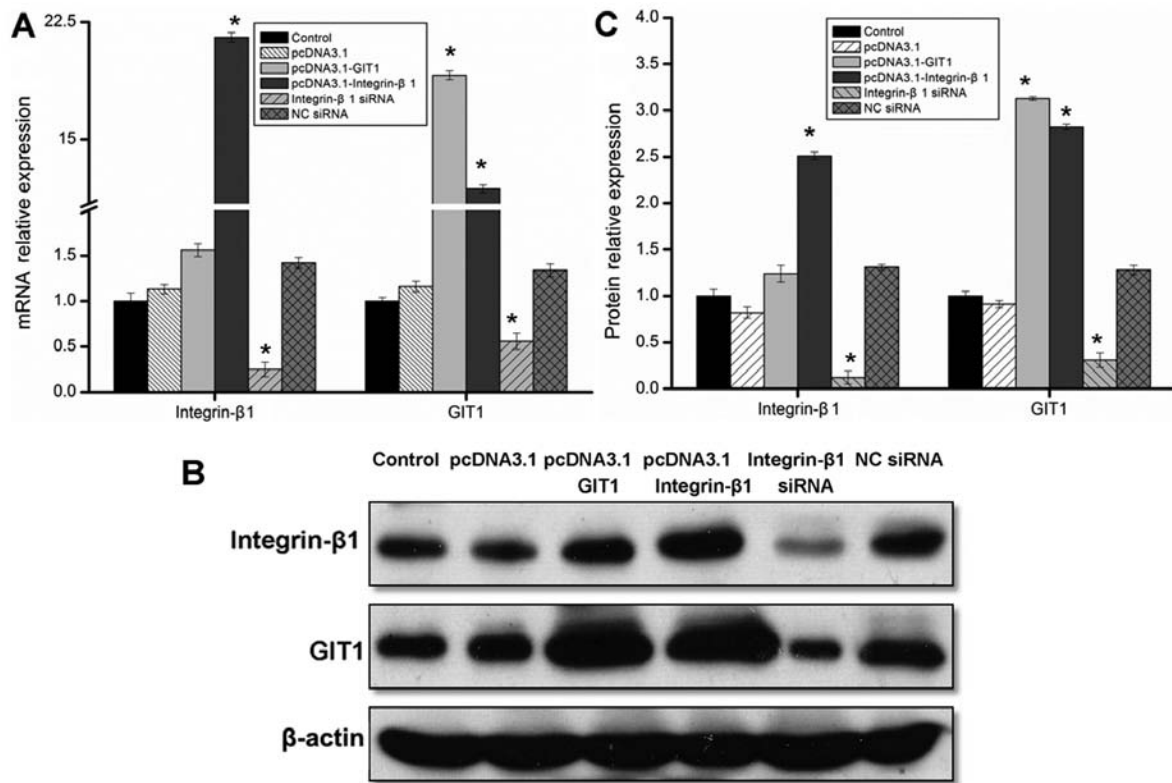 A
mRNA relative expression
22.5
15
1.5
1.0
0.5
0.0
*
*
*
*
*
Control
pcDNA3.1
pcDNA3.1-GIT1
pcDNA3.1-Integrin-β 1
Integrin-β 1 siRNA
NC siRNA
Integrin-β1
GIT1
C
Protein relative expression
4.0
3.5
3.0
2.5
2.0
1.5
1.0
0.5
0.0
*
*
*
*
*
Control
pcDNA3.1
pcDNA3.1-GIT1
pcDNA3.1-Integrin-β 1
Integrin-β 1 siRNA
NC siRNA
Integrin-β 1
GIT1
B
Control pcDNA3.1 pcDNA3.1 pcDNA3.1 Integrin-β1 NC siRNA
GIT1 Integrin-β1 siRNA
Integrin-β1
GIT1
β-actin